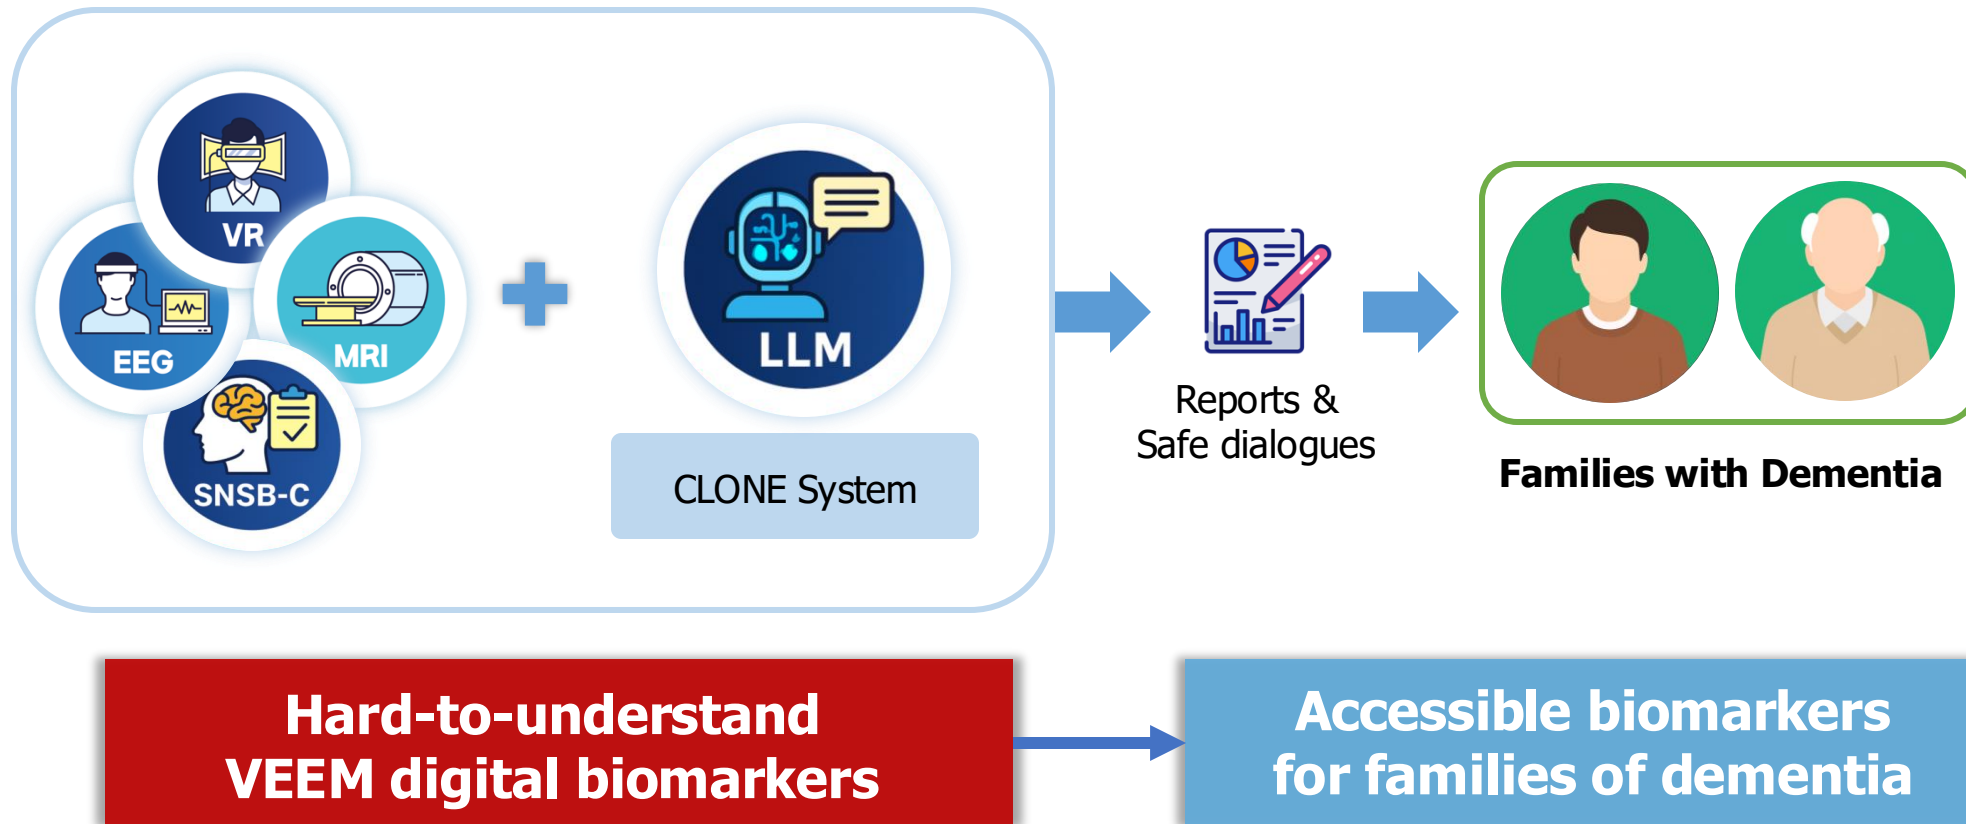 VR
EEG
MRI
SNSB-C
LLM
CLONE System
Reports &
Safe dialogues
Families with Dementia
Hard-to-understand
VEEM digital biomarkers
Accessible biomarkers
for families of dementia